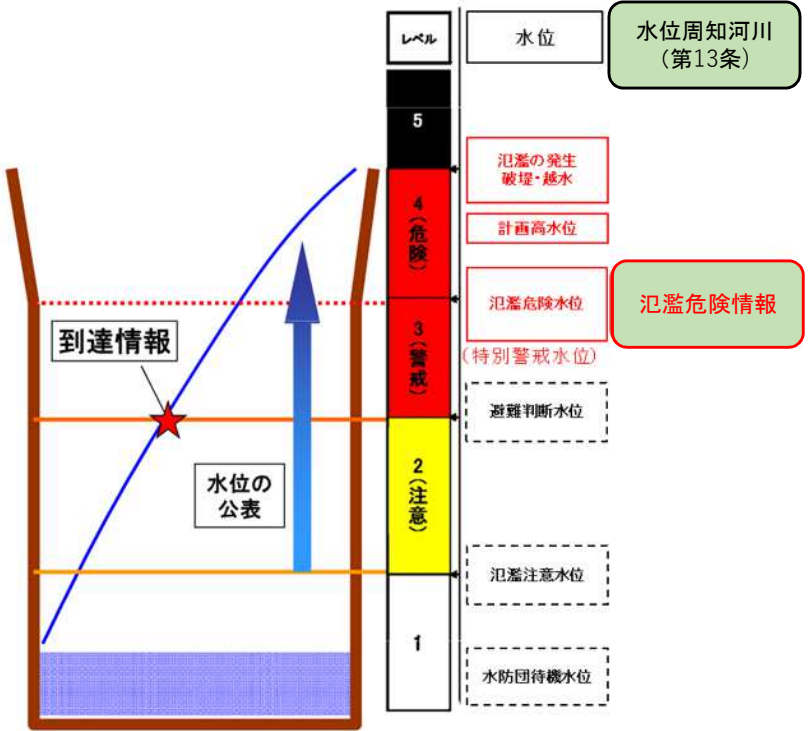 レベル
水位
水位周知河川
(第13条)
5
氾濫の発生
破堤・越水
4(危険)
計画高水位
氾濫危険水位
氾濫危険情報
(特別警戒水位)
3(警戒)
到達情報
避難判断水位
2(注意)
水位の
公表
氾濫注意水位
1
水防団待機水位